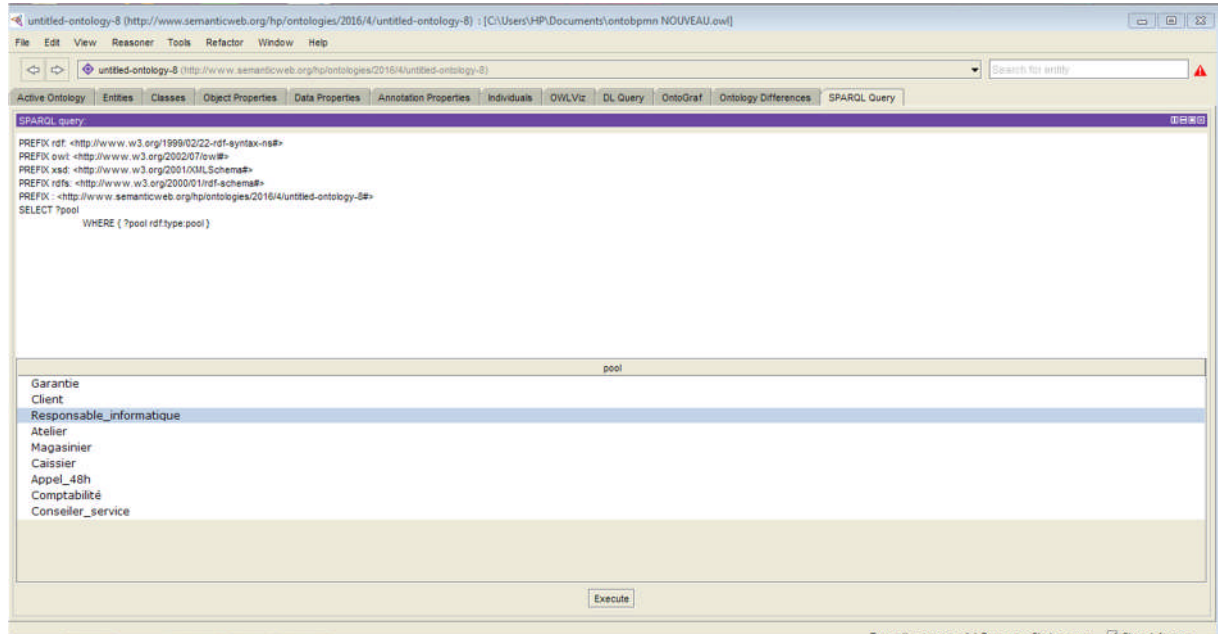 untitled-ontology-8 (http://www.semanticweb.org/hp/ontologies/2016/4/untitled-ontology-8) : [C:\Users\HP\Documents\ontobpmn NOUVEAU.owl]
File Edit View Reasoner Tools Refactor Window Help
untitled-ontology-8 (http://www.semanticweb.org/hp/ontologies/2016/4/untitled-ontology-8)
Search for entity
Active Ontology Entities Classes Object Properties Data Properties Annotation Properties Individuals OWLViz DL Query OntoGraf Ontology Differences SPARQL Query
SPARQL query:
PREFIX rdf: <http://www.w3.org/1999/02/22-rdf-syntax-ns#>
PREFIX owl: <http://www.w3.org/2002/07/owl#>
PREFIX xsd: <http://www.w3.org/2001/XMLSchema#>
PREFIX rdfs: <http://www.w3.org/2000/01/rdf-schema#>
PREFIX : <http://www.semanticweb.org/hp/ontologies/2016/4/untitled-ontology-8#>
SELECT ?pool
WHERE { ?pool rdf:type:pool }
pool
Garantie
Client
Responsable_informatique
Atelier
Magasinier
Caissier
Appel_48h
Comptabilité
Conseiler_service
Execute